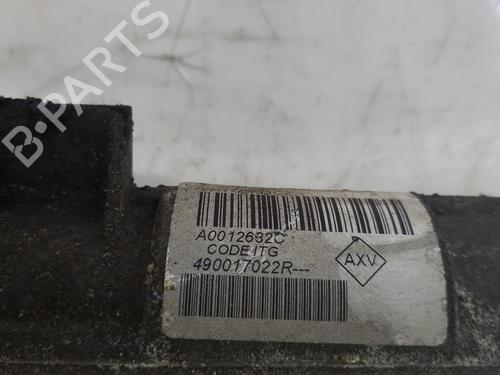 B-PARTS
A0012632C
CODE ITG
490017022R---
AXV